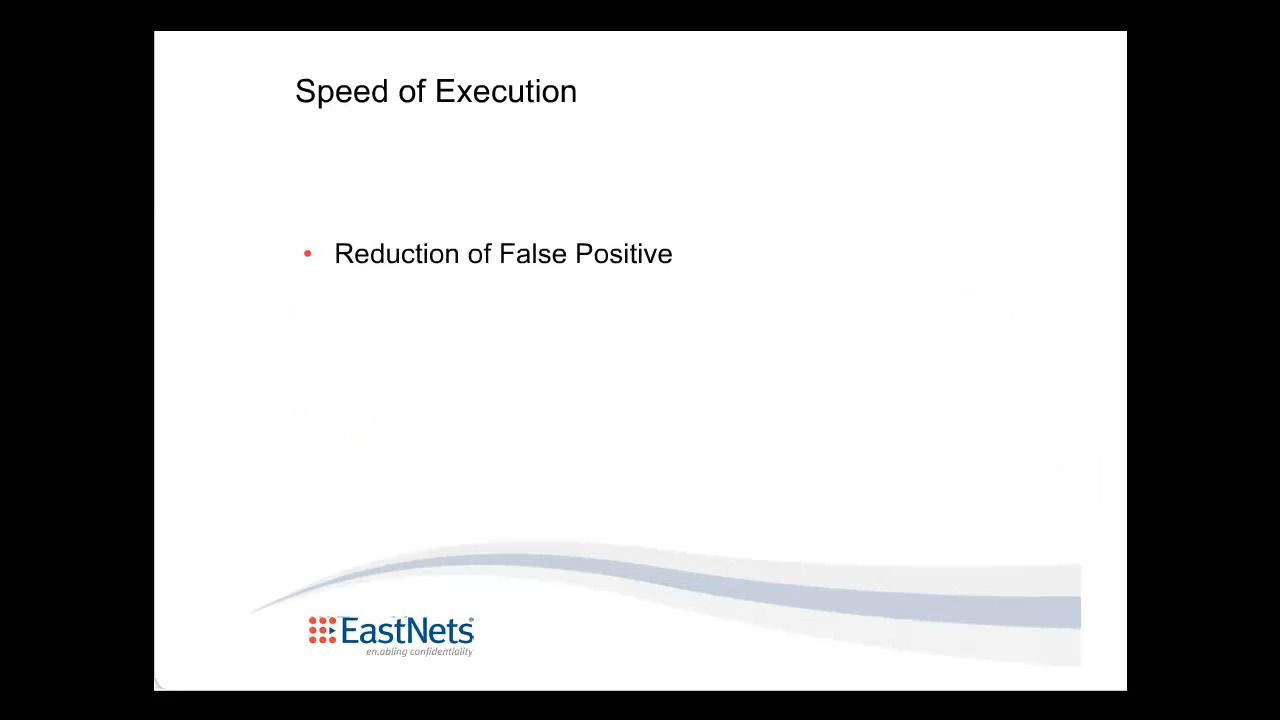 Speed of Execution
• Reduction of False Positive
EastNets®
en.abling confidentiality